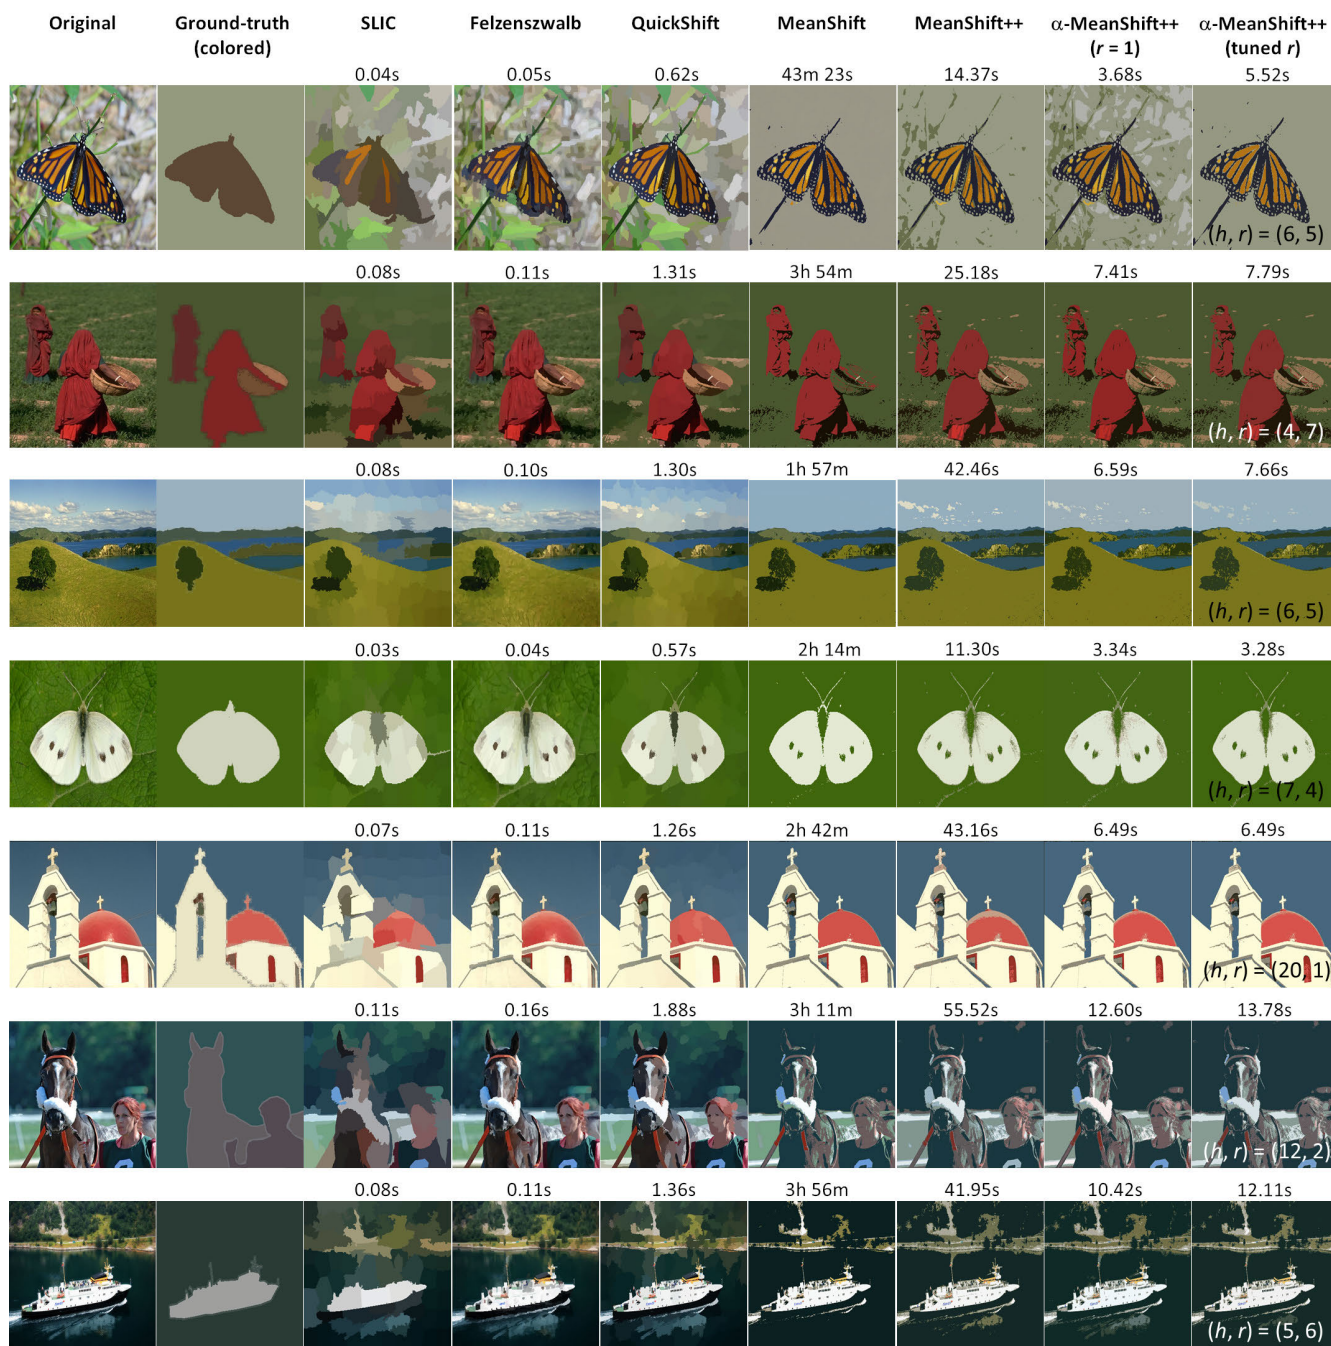 Original Ground-truth SLIC Felzenszwalb QuickShift MeanShift MeanShift++ α-MeanShift++ α-MeanShift++
(colored) (r = 1) (tuned r)
0.04s 0.05s 0.62s 43m 23s 14.37s 3.68s 5.52s
(h, r) = (6, 5)
0.08s 0.11s 1.31s 3h 54m 25.18s 7.41s 7.79s
(h, r) = (4, 7)
0.08s 0.10s 1.30s 1h 57m 42.46s 6.59s 7.66s
(h, r) = (6, 5)
0.03s 0.04s 0.57s 2h 14m 11.30s 3.34s 3.28s
(h, r) = (7, 4)
0.07s 0.11s 1.26s 2h 42m 43.16s 6.49s 6.49s
(h, r) = (20, 1)
0.11s 0.16s 1.88s 3h 11m 55.52s 12.60s 13.78s
(h, r) = (12, 2)
0.08s 0.11s 1.36s 3h 56m 41.95s 10.42s 12.11s
(h, r) = (5, 6)